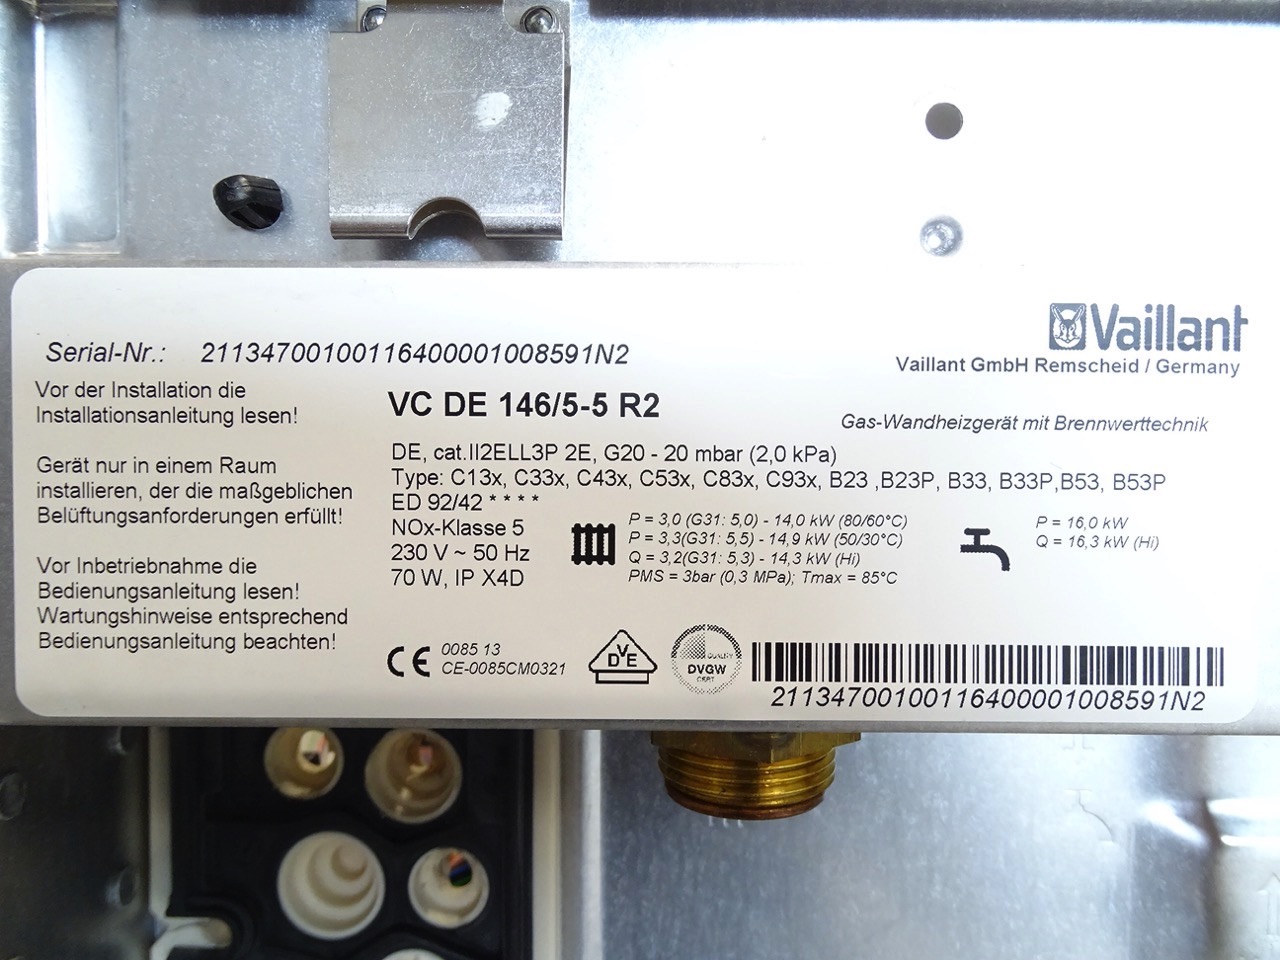 Vaillant
Vaillant GmbH Remscheid / Germany
Serial-Nr.: 21134700100116400001008591N2
Vor der Installation die
Installationsanleitung lesen!
Gerät nur in einem Raum
installieren, der die maßgeblichen
Belüftungsanforderungen erfüllt!
Vor Inbetriebnahme die
Bedienungsanleitung lesen!
Wartungshinweise entsprechend
Bedienungsanleitung beachten!
VC DE 146/5-5 R2
Gas-Wandheizgerät mit Brennwerttechnik
DE, cat.II2ELL3P 2E, G20 - 20 mbar (2,0 kPa)
Type: C13x, C33x, C43x, C53x, C83x, C93x, B23 ,B23P, B33, B33P,B53, B53P
ED 92/42 * * * *
NOx-Klasse 5
230 V ~ 50 Hz
70 W, IP X4D
P = 3,0 (G31: 5,0) - 14,0 kW (80/60°C)
P = 3,3(G31: 5,5) - 14,9 kW (50/30°C)
Q = 3,2(G31: 5,3) - 14,3 kW (Hi)
PMS = 3bar (0,3 MPa); Tmax = 85°C
P = 16,0 kW
Q = 16,3 kW (Hi)
CE 0085 13
CE-0085CM0321
DVE
QUALITY
DVGW
CERT
21134700100116400001008591N2